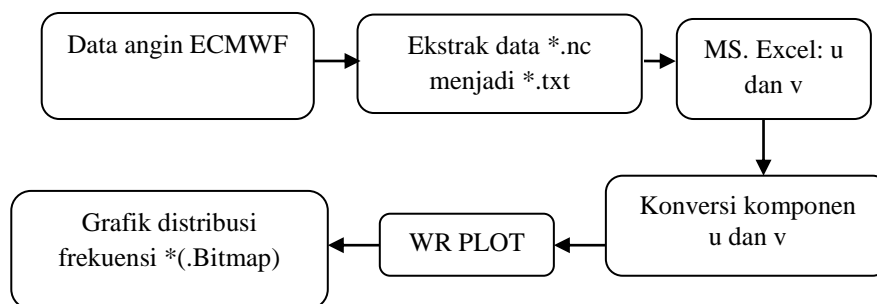 Data angin ECMWF
Ekstrak data *.nc
menjadi *.txt
MS. Excel: u
dan v
Konversi komponen
u dan v
WR PLOT
Grafik distribusi
frekuensi *(.Bitmap)